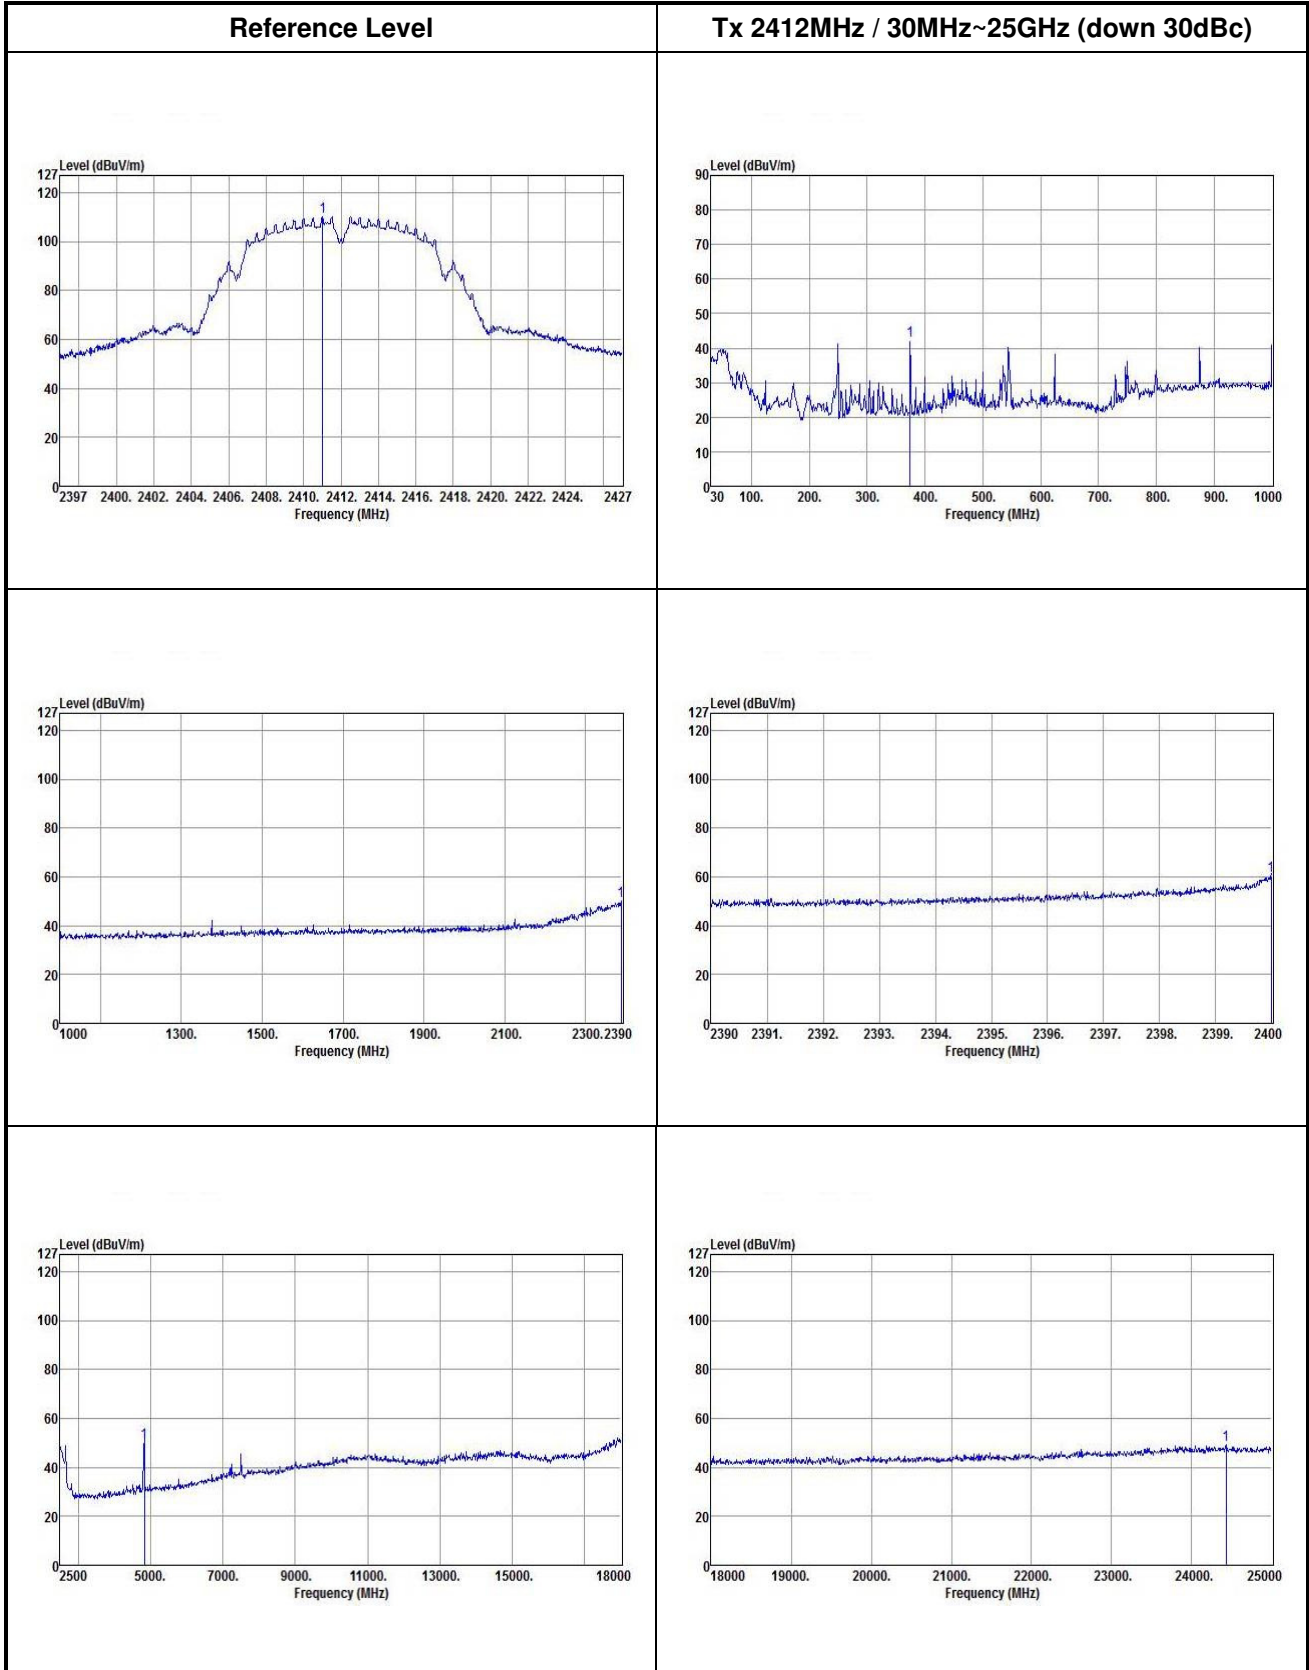 Reference Level
Tx 2412MHz / 30MHz~25GHz (down 30dBc)
127 Level (dBuV/m)
120
100
80
60
40
20
0
1
2397 2400. 2402. 2404. 2406. 2408. 2410. 2412. 2414. 2416. 2418. 2420. 2422. 2424. 2427
Frequency (MHz)
90 Level (dBuV/m)
80
70
60
50
40
30
20
10
0
1
30 100. 200. 300. 400. 500. 600. 700. 800. 900. 1000
Frequency (MHz)
127 Level (dBuV/m)
120
100
80
60
40
20
0
1
1000 1300. 1500. 1700. 1900. 2100. 2300. 2390
Frequency (MHz)
127 Level (dBuV/m)
120
100
80
60
40
20
0
1
2390 2391. 2392. 2393. 2394. 2395. 2396. 2397. 2398. 2399. 2400
Frequency (MHz)
127 Level (dBuV/m)
120
100
80
60
40
20
0
1
2500 5000. 7000. 9000. 11000. 13000. 15000. 18000
Frequency (MHz)
127 Level (dBuV/m)
120
100
80
60
40
20
0
1
18000 19000. 20000. 21000. 22000. 23000. 24000. 25000
Frequency (MHz)